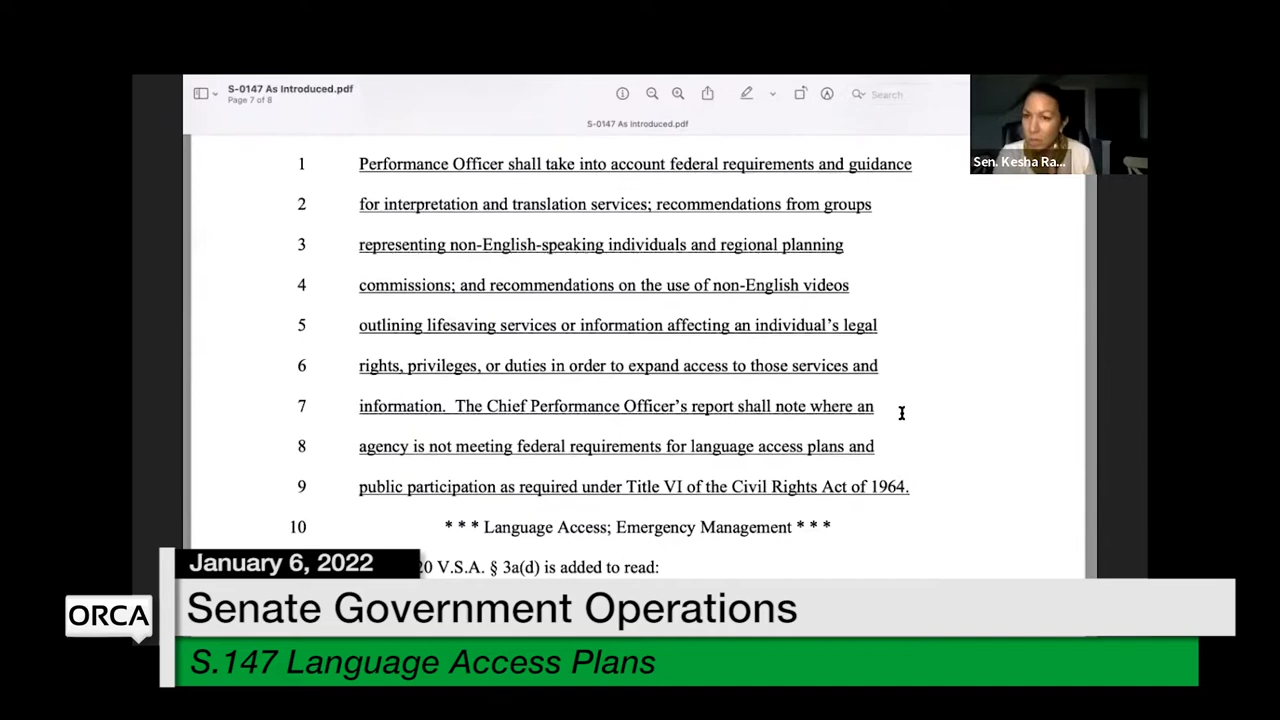 S-0147 As Introduced.pdf
Page 7 of 8
Search
S-0147 As Introduced.pdf
Sen. Kesha Ra...
1 Performance Officer shall take into account federal requirements and guidance
2 for interpretation and translation services; recommendations from groups
3 representing non-English-speaking individuals and regional planning
4 commissions; and recommendations on the use of non-English videos
5 outlining lifesaving services or information affecting an individual’s legal
6 rights, privileges, or duties in order to expand access to those services and
7 information. The Chief Performance Officer’s report shall note where an
8 agency is not meeting federal requirements for language access plans and
9 public participation as required under Title VI of the Civil Rights Act of 1964.
10 * * * Language Access; Emergency Management * * *
20 V.S.A. § 3a(d) is added to read:
January 6, 2022
ORCA
Senate Government Operations
S.147 Language Access Plans